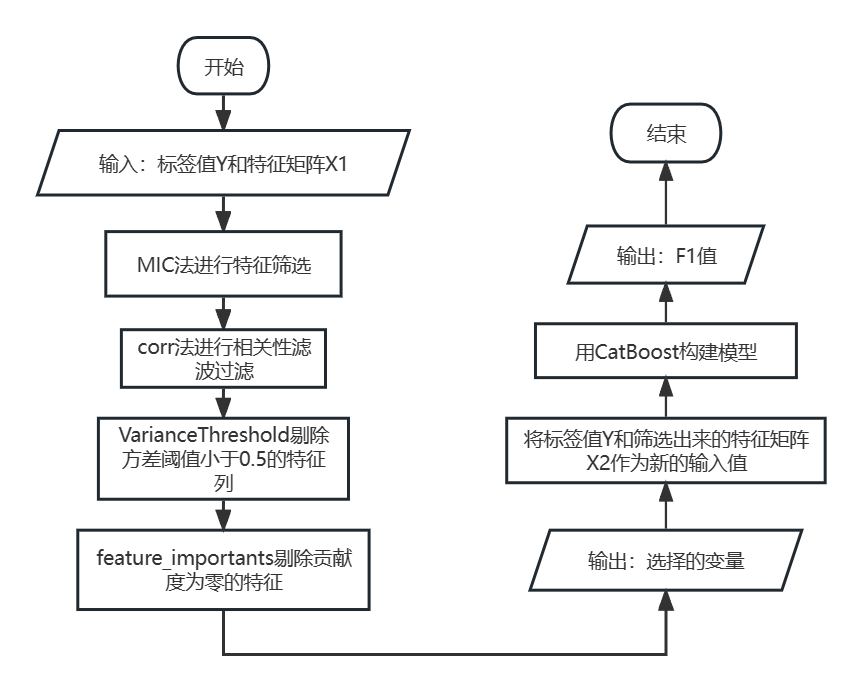 开始
输入：标签值Y和特征矩阵X1
MIC法进行特征筛选
corr法进行相关性滤
波过滤
VarianceThreshold剔除
方差阈值小于0.5的特征
列
feature_importants剔除贡献
度为零的特征
输出：选择的变量
将标签值Y和筛选出来的特征矩阵
X2作为新的输入值
用CatBoost构建模型
输出：F1值
结束